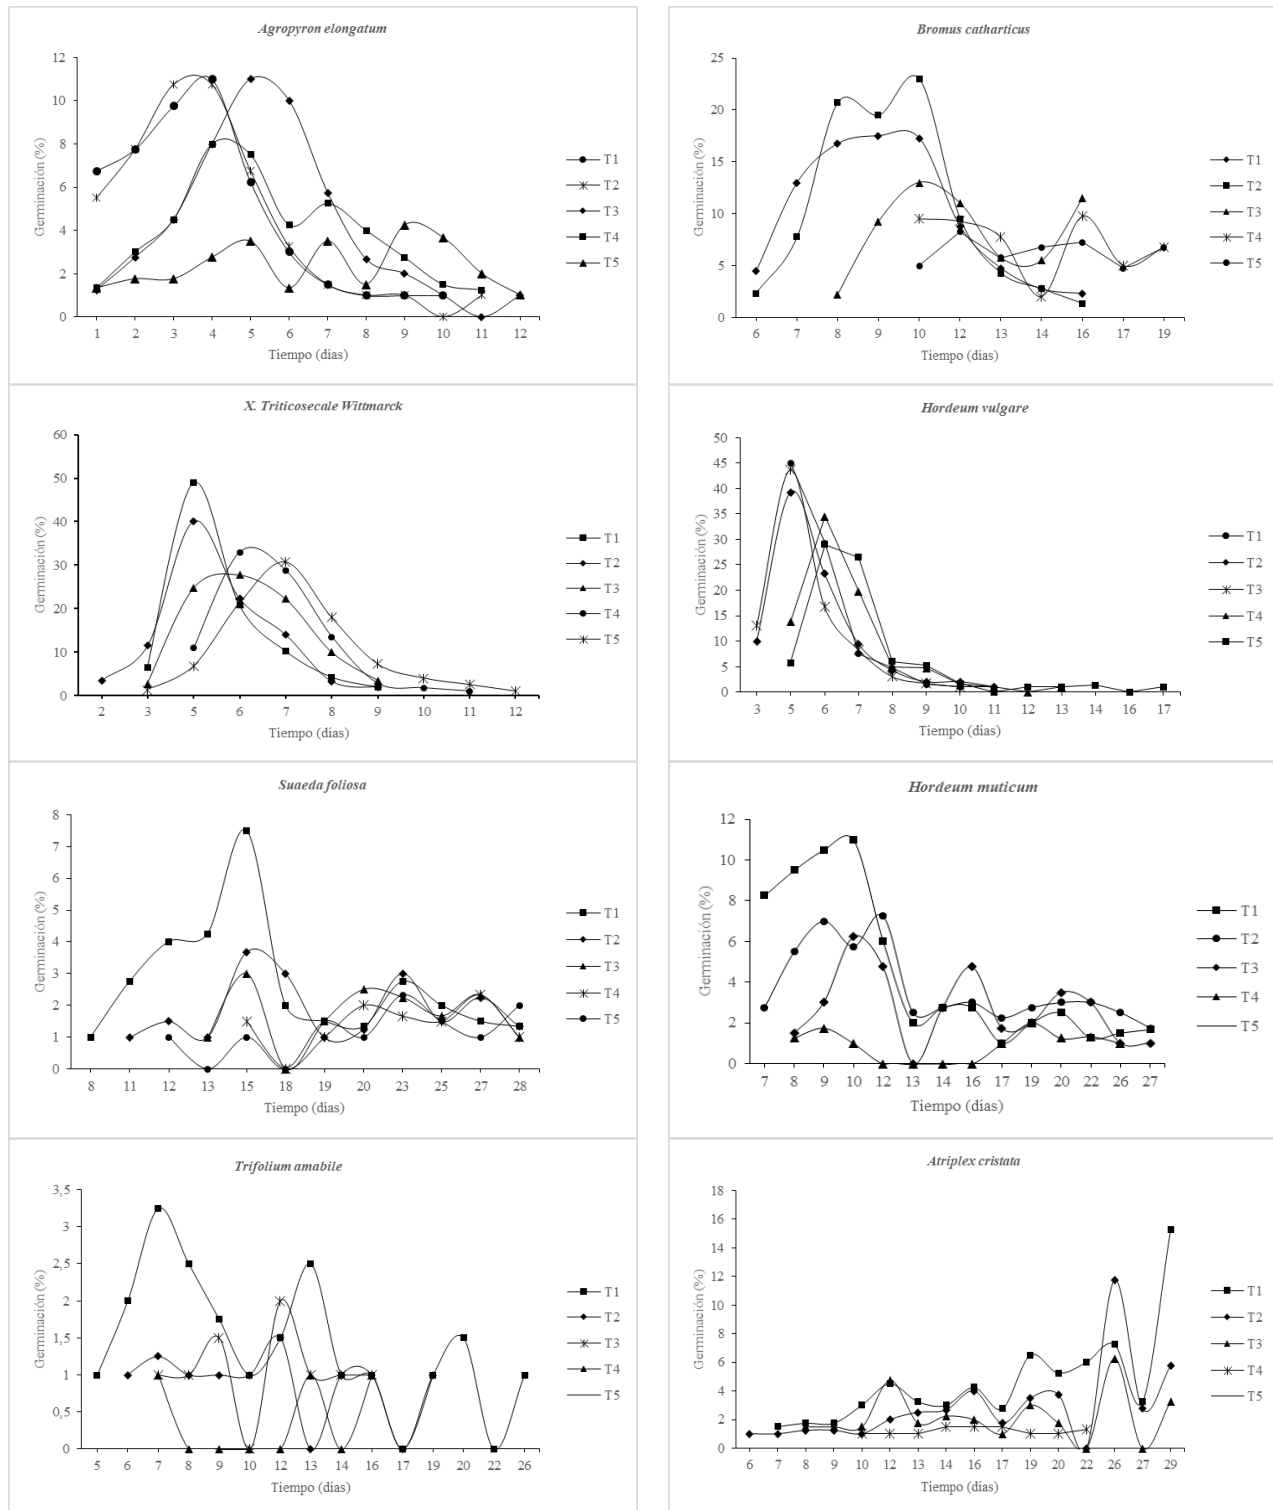 Agropyron elongatum
Germinación (%)
12
10
8
6
4
2
0
1 2 3 4 5 6 7 8 9 10 11 12
Tiempo (días)
T1
T2
T3
T4
T5
Bromus catharticus
Germinación (%)
25
20
15
10
5
0
6 7 8 9 10 12 13 14 16 17 19
Tiempo (días)
T1
T2
T3
T4
T5
X. Triticosecale Wittmarck
Germinación (%)
60
50
40
30
20
10
0
2 3 5 6 7 8 9 10 11 12
Tiempo (días)
T1
T2
T3
T4
T5
Hordeum vulgare
Germinación (%)
50
45
40
35
30
25
20
15
10
5
0
3 5 6 7 8 9 10 11 12 13 14 16 17
Tiempo (días)
T1
T2
T3
T4
T5
Suaeda foliosa
Germinación (%)
8
7
6
5
4
3
2
1
0
8 11 12 13 15 18 19 20 23 25 27 28
Tiempo (días)
T1
T2
T3
T4
T5
Hordeum muticum
Germinación (%)
12
10
8
6
4
2
0
7 8 9 10 12 13 14 16 17 19 20 22 26 27
Tiempo (días)
T1
T2
T3
T4
T5
Trifolium amabile
Germinación (%)
3,5
3
2,5
2
1,5
1
0,5
0
5 6 7 8 9 10 12 13 14 16 17 19 20 22 26
Tiempo (días)
T1
T2
T3
T4
T5
Atriplex cristata
Germinación (%)
18
16
14
12
10
8
6
4
2
0
6 7 8 9 10 12 13 14 16 17 19 20 22 26 27 29
Tiempo (días)
T1
T2
T3
T4
T5